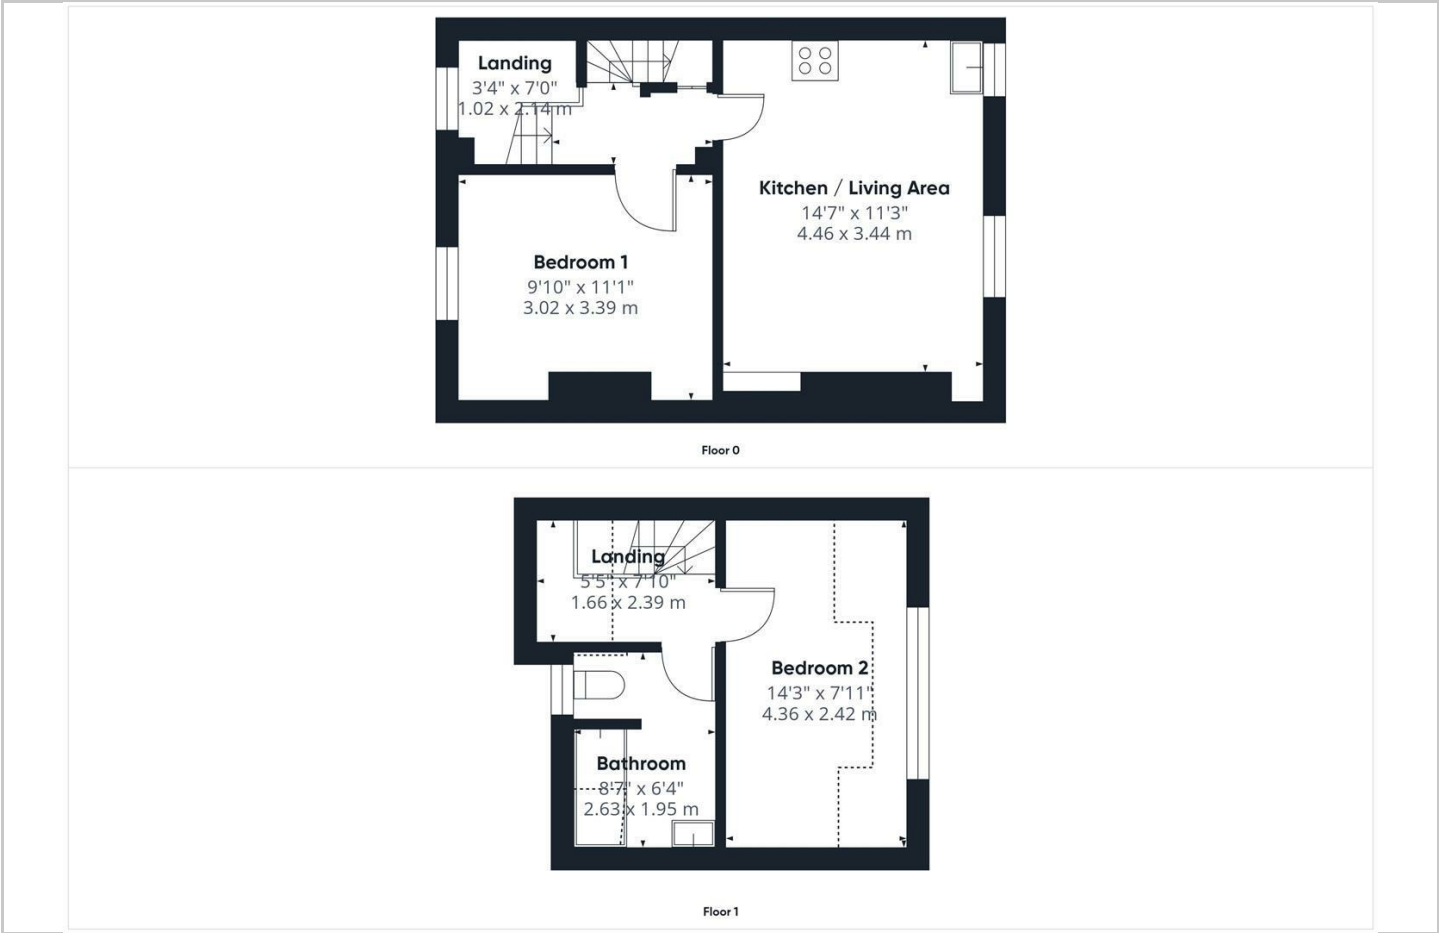 Landing
3'4" x 7'0"
1.02 x 2.14 m
Kitchen / Living Area
14'7" x 11'3"
4.46 x 3.44 m
Bedroom 1
9'10" x 11'1"
3.02 x 3.39 m
Floor 0
Landing
5'5" x 7'10"
1.66 x 2.39 m
Bedroom 2
14'3" x 7'11"
4.36 x 2.42 m
Bathroom
8'7" x 6'4"
2.63 x 1.95 m
Floor 1